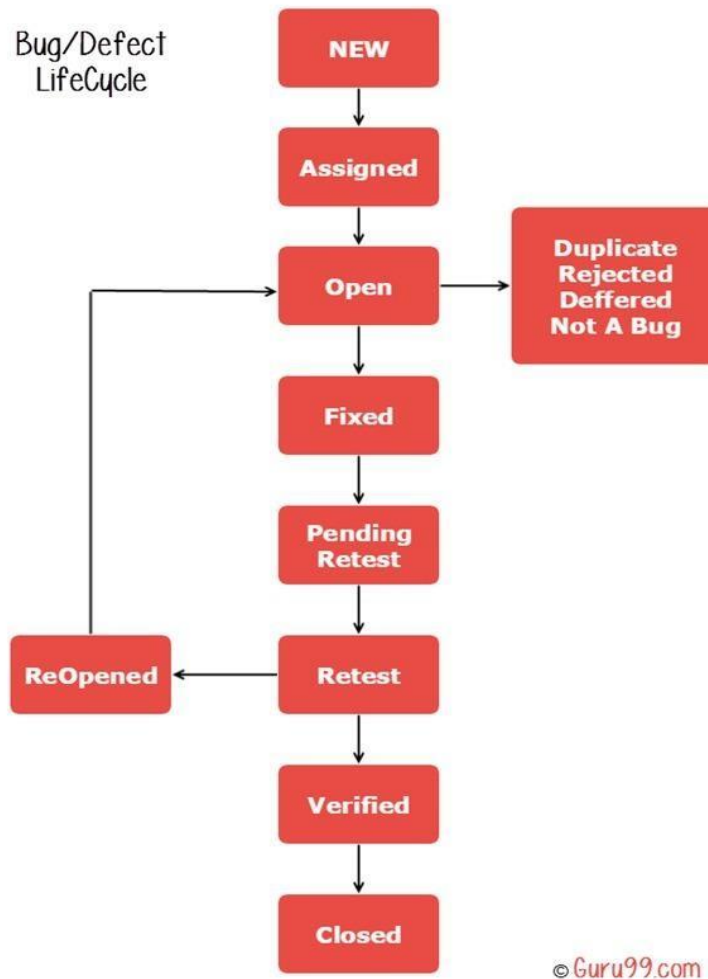 Bug/Defect
LifeCycle
NEW
Assigned
Open
Duplicate
Rejected
Deffered
Not A Bug
Fixed
Pending
Retest
ReOpened
Retest
Verified
Closed
© Guru99.com